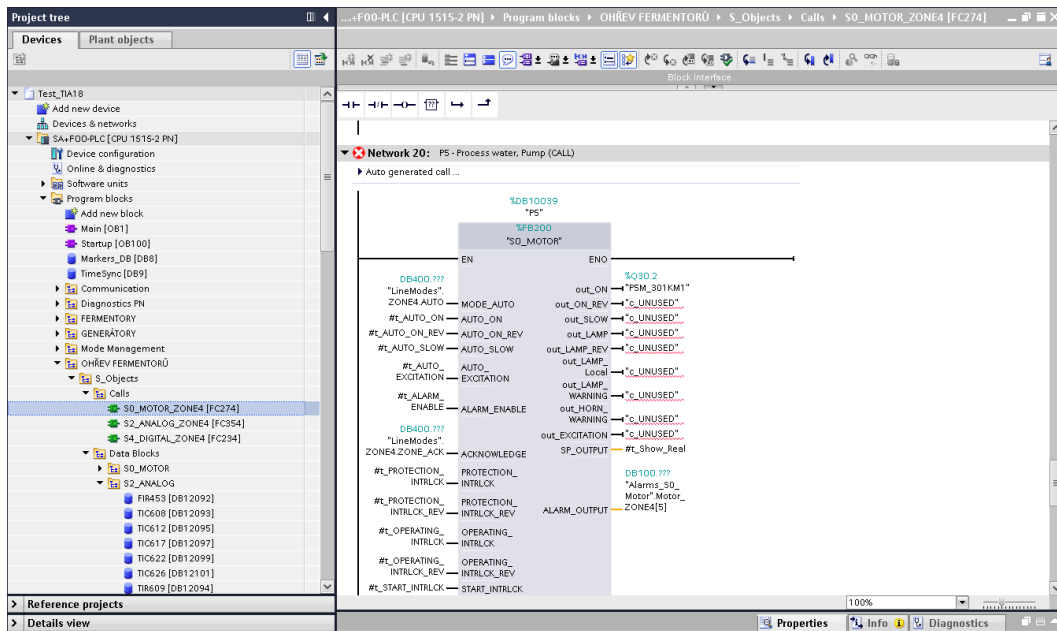 Project tree
Devices
Plant objects
Test_TIA18
Add new device
Devices & networks
SA+FOO-PLC [CPU 1515-2 PN]
Device configuration
Online & diagnostics
Software units
Program blocks
Add new block
Main [OB1]
Startup [OB100]
Markers_DB [DB8]
TimeSync [DB9]
Communication
Diagnostics PN
FERMENTORY
GENERÁTORY
Mode Management
OHŘEV FERMENTORŮ
S_Objects
Calls
S0_MOTOR_ZONE4 [FC274]
S2_ANALOG_ZONE4 [FC354]
S4_DIGITAL_ZONE4 [FC234]
Data Blocks
S0_MOTOR
S2_ANALOG
FIR453 [DB12092]
TIC608 [DB12093]
TIC612 [DB12095]
TIC617 [DB12097]
TIC622 [DB12099]
TIC626 [DB12101]
TIR609 [DB12094]
Reference projects
Details view
...+FOO-PLC [CPU 1515-2 PN] ▸ Program blocks ▸ OHŘEV FERMENTORŮ ▸ S_Objects ▸ Calls ▸ S0_MOTOR_ZONE4 [FC274]
Block interface
Network 20: P5 - Process water, Pump (CALL)
Auto generated call ...
%DB10039
"P5"
%FB200
"S0_MOTOR"
EN ENO
DB400.???
"LineModes".
ZONE4.AUTO MODE_AUTO
#t_AUTO_ON AUTO_ON
#t_AUTO_ON_REV AUTO_ON_REV
#t_AUTO_SLOW AUTO_SLOW
#t_AUTO_
EXCITATION
AUTO_
EXCITATION
#t_ALARM_
ENABLE ALARM_ENABLE
DB400.???
"LineModes".
ZONE4.ZONE_ACK ACKNOWLEDGE
#t_PROTECTION_
INTRLCK
PROTECTION_
INTRLCK
#t_PROTECTION_
INTRLCK_REV
PROTECTION_
INTRLCK_REV
#t_OPERATING_
INTRLCK
OPERATING_
INTRLCK
#t_OPERATING_
INTRLCK_REV
OPERATING_
INTRLCK_REV
#t_START_INTRLCK START_INTRLCK
%Q30.2
out_ON "P5M_301KM1"
out_ON_REV "c_UNUSED"
out_SLOW "c_UNUSED"
out_LAMP "c_UNUSED"
out_LAMP_REV "c_UNUSED"
out_LAMP_
Local "c_UNUSED"
out_LAMP_
WARNING "c_UNUSED"
out_HORN_
WARNING "c_UNUSED"
out_EXCITATION "c_UNUSED"
SP_OUTPUT #t_Show_Real
DB100.???
"Alarms_S0_
Motor".Motor_
ALARM_OUTPUT ZONE4[5]
100%
Properties
Info
Diagnostics